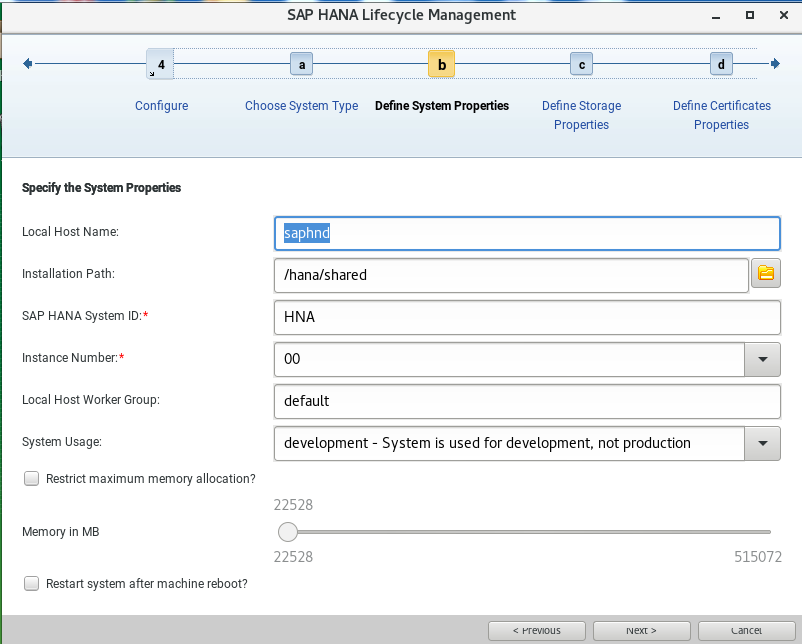 SAP HANA Lifecycle Management
4 a b c d
Configure Choose System Type Define System Properties Define Storage Properties Define Certificates Properties
Specify the System Properties
Local Host Name: saphnd
Installation Path: /hana/shared
SAP HANA System ID:* HNA
Instance Number:* 00
Local Host Worker Group: default
System Usage: development - System is used for development, not production
Restrict maximum memory allocation?
22528
Memory in MB
22528 515072
Restart system after machine reboot?
< Previous Next > Cancel